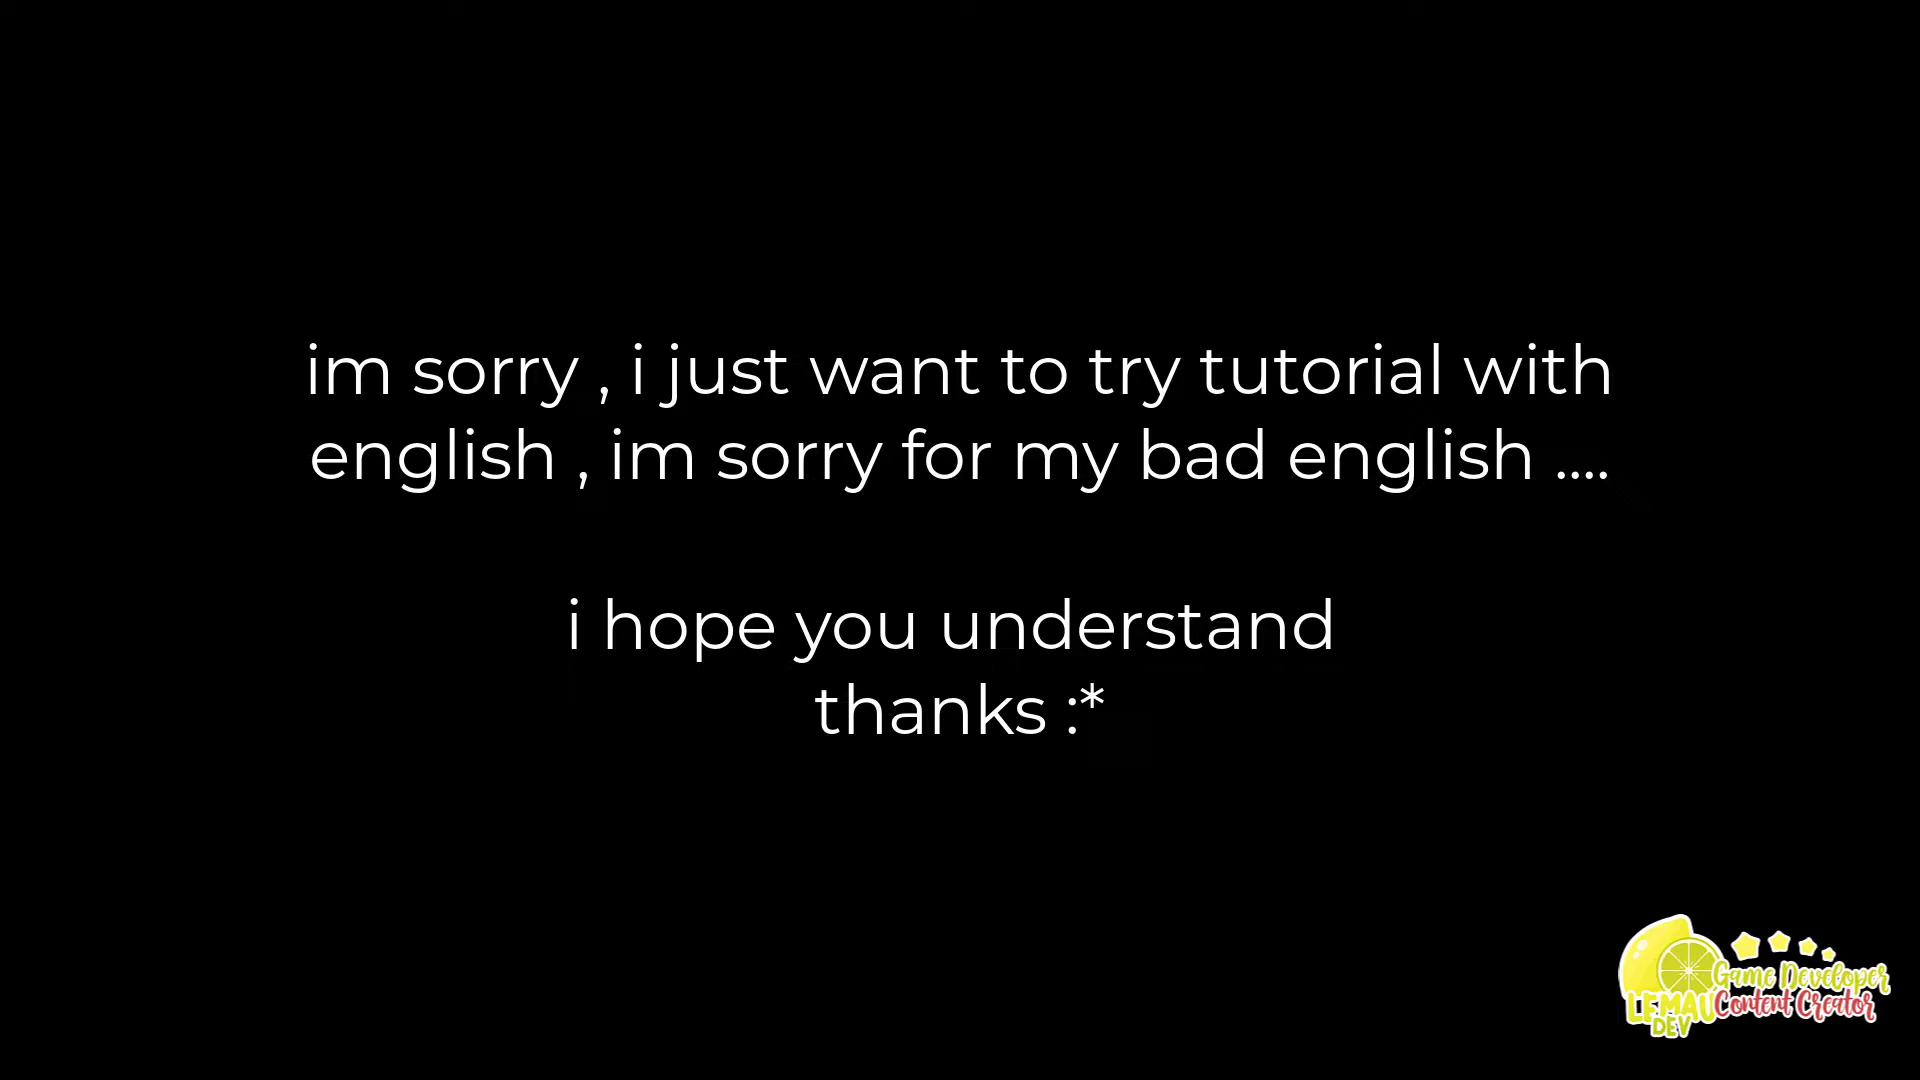 im sorry , i just want to try tutorial with
english , im sorry for my bad english ....
i hope you understand
thanks :*
Game Developer
LEMAU Content Creator
DEV